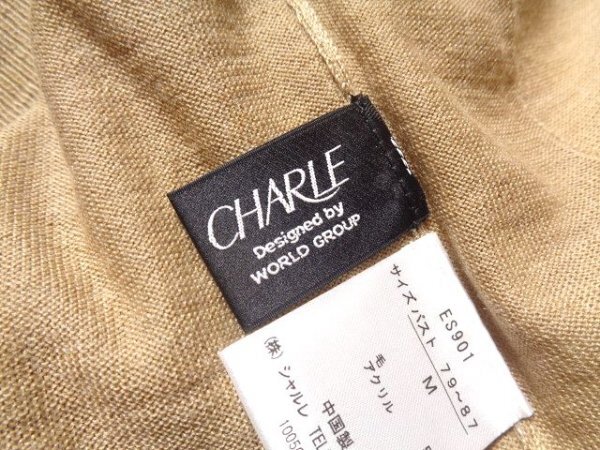 CHARLE
Designed by
WORLD GROUP
ES901
サイズ バスト 79~87
M
毛
アクリル
中国製
(株) シャルレ TEL
1005